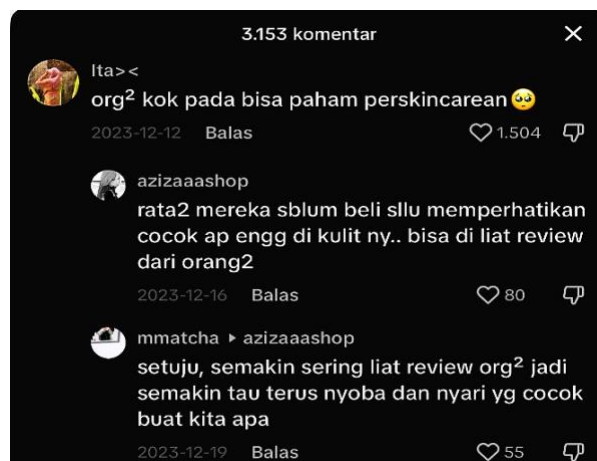 3.153 komentar
Ita><
org² kok pada bisa paham perskincarean🥺
2023-12-12 Balas 1.504
azizaaashop
rata2 mereka sblum beli sllu memperhatikan
cocok ap engg di kulit ny.. bisa di liat review
dari orang2
2023-12-16 Balas 80
mmatcha ▸ azizaaashop
setuju, semakin sering liat review org² jadi
semakin tau terus nyoba dan nyari yg cocok
buat kita apa
2023-12-19 Balas 55